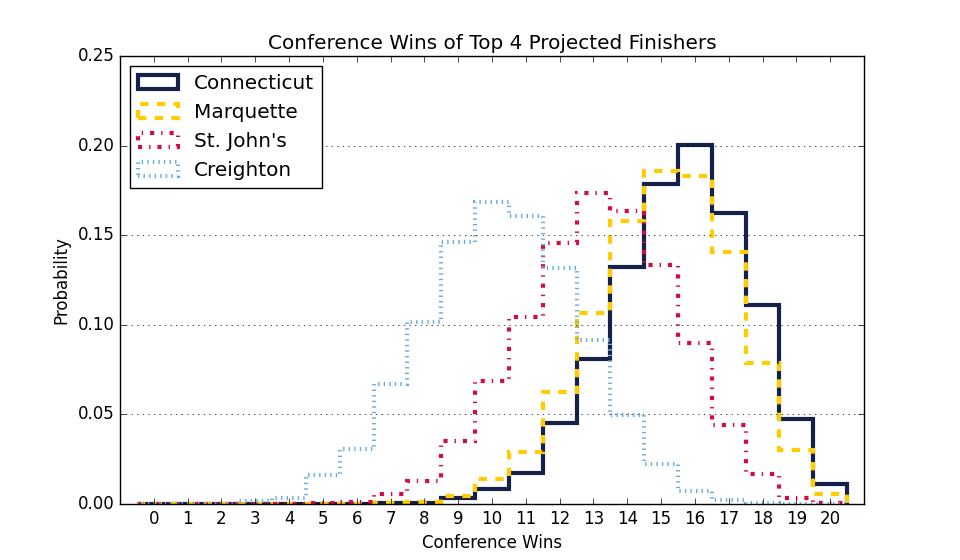 Conference Wins of Top 4 Projected Finishers
0.25
0.20
0.15
0.10
0.05
0.00
Probability
Connecticut
Marquette
St. John's
Creighton
0 1 2 3 4 5 6 7 8 9 10 11 12 13 14 15 16 17 18 19 20
Conference Wins